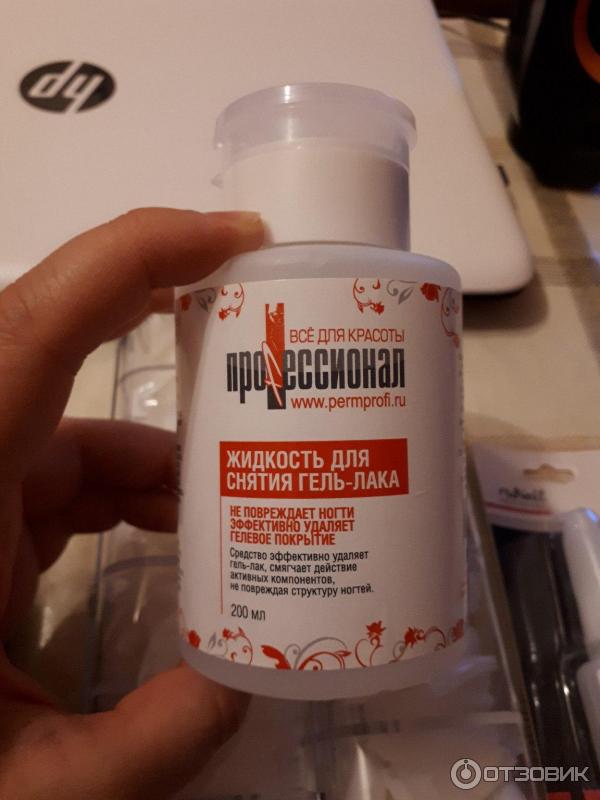 hp
ВСЁ ДЛЯ КРАСОТЫ
профессионал
www.permprofi.ru
ЖИДКОСТЬ ДЛЯ
СНЯТИЯ ГЕЛЬ-ЛАКА
НЕ ПОВРЕЖДАЕТ НОГТИ
ЭФФЕКТИВНО УДАЛЯЕТ
ГЕЛЕВОЕ ПОКРЫТИЕ
Средство эффективно удаляет
гель-лак, смягчает действие
активных компонентов,
не повреждая структуру ногтей.
200 мл
ruNail
ОТЗОВИК